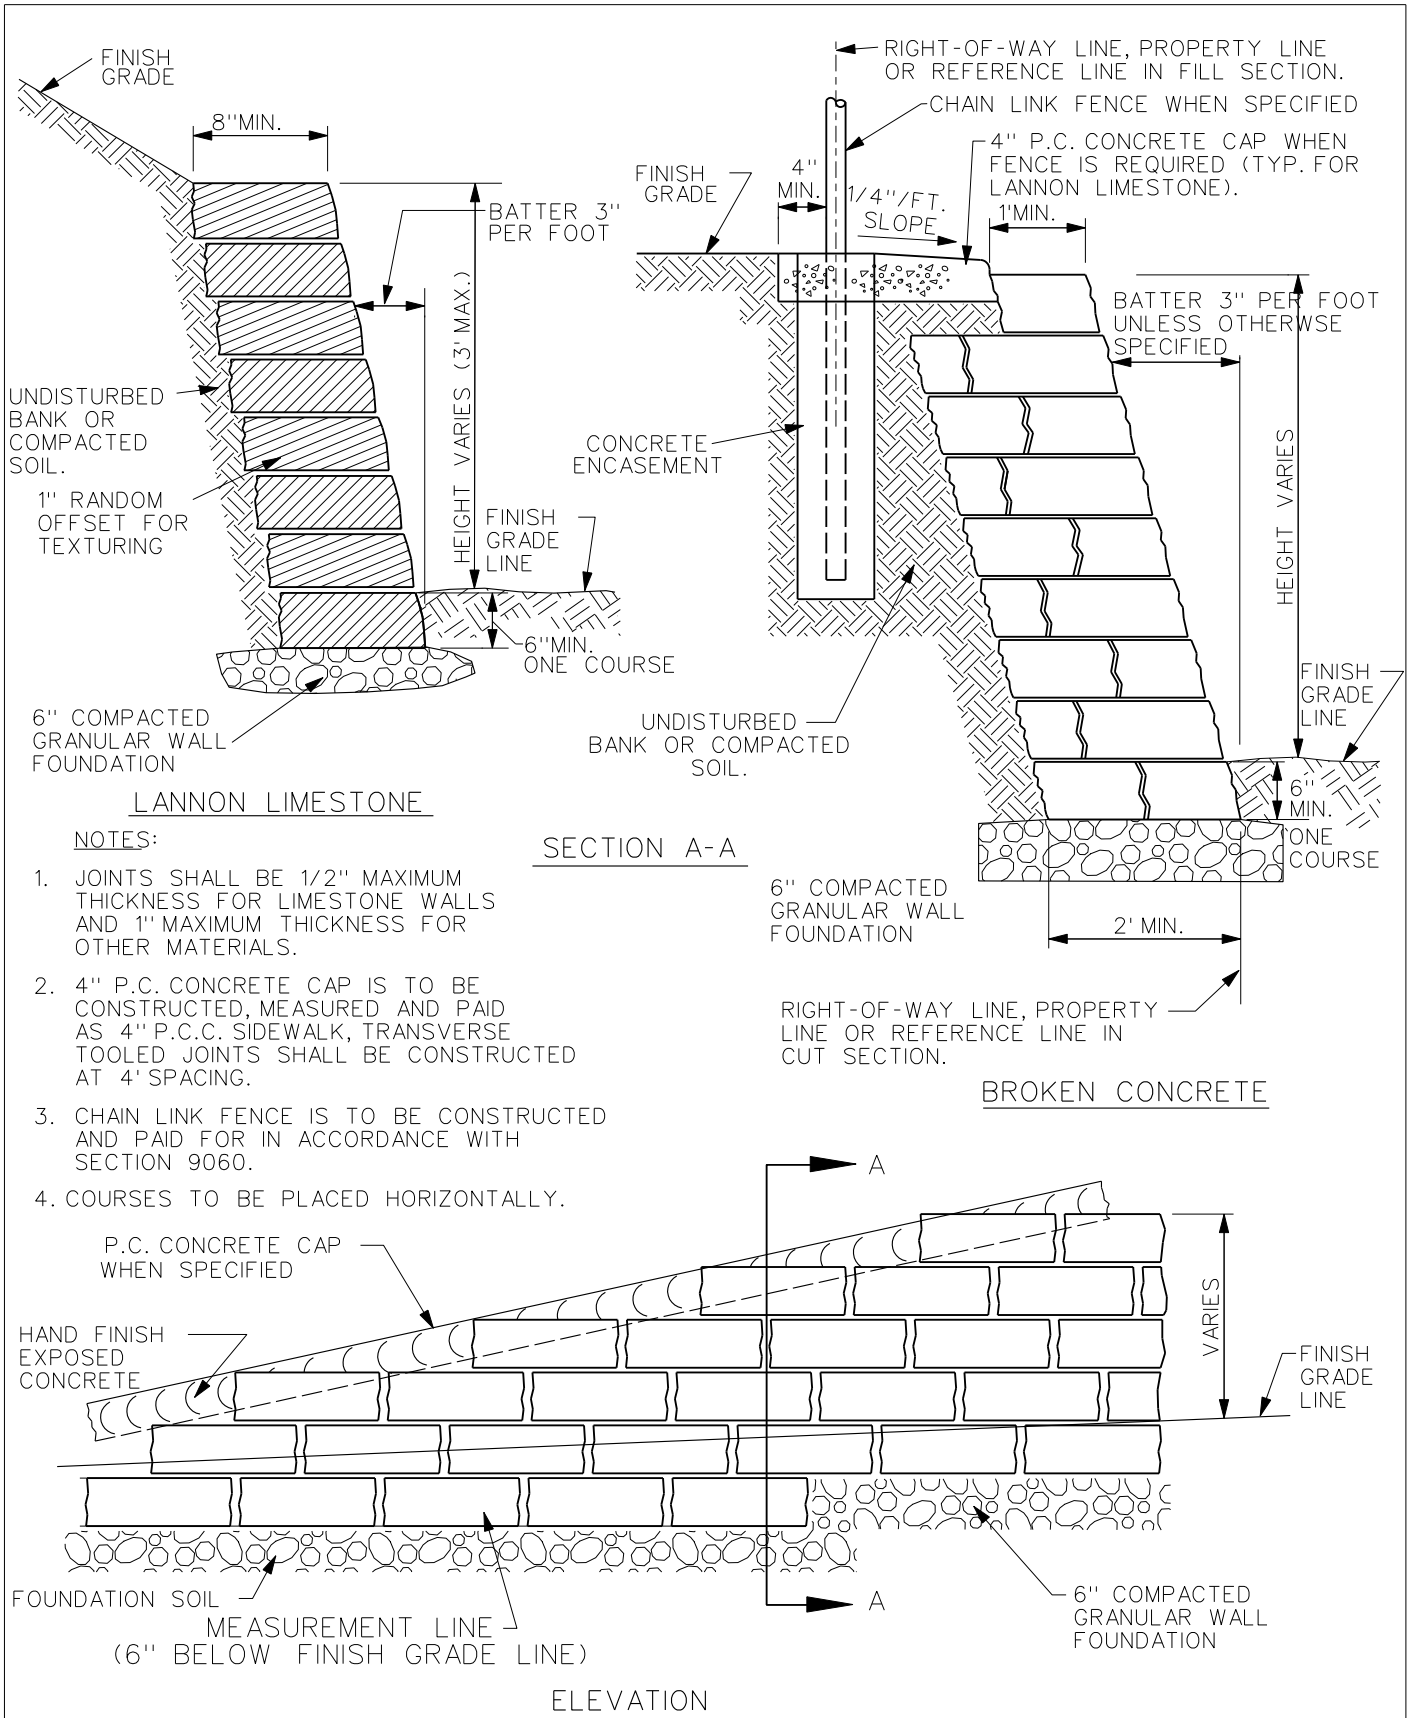 FINISH
GRADE
8" MIN.
BATTER 3"
PER FOOT
HEIGHT VARIES (3' MAX.)
UNDISTURBED
BANK OR
COMPACTED
SOIL.
1" RANDOM
OFFSET FOR
TEXTURING
FINISH
GRADE
LINE
6" MIN.
ONE COURSE
6" COMPACTED
GRANULAR WALL
FOUNDATION
LANNON LIMESTONE
RIGHT-OF-WAY LINE, PROPERTY LINE
OR REFERENCE LINE IN FILL SECTION.
CHAIN LINK FENCE WHEN SPECIFIED
4" P.C. CONCRETE CAP WHEN
FENCE IS REQUIRED (TYP. FOR
LANNON LIMESTONE).
FINISH
GRADE
4"
MIN.
1/4"/FT.
SLOPE
1' MIN.
BATTER 3" PER FOOT
UNLESS OTHERWSE
SPECIFIED
CONCRETE
ENCASEMENT
HEIGHT VARIES
UNDISTURBED
BANK OR COMPACTED
SOIL.
FINISH
GRADE
LINE
6"
MIN.
ONE
COURSE
6" COMPACTED
GRANULAR WALL
FOUNDATION
2' MIN.
RIGHT-OF-WAY LINE, PROPERTY
LINE OR REFERENCE LINE IN
CUT SECTION.
BROKEN CONCRETE
SECTION A-A
NOTES:
1. JOINTS SHALL BE 1/2" MAXIMUM
THICKNESS FOR LIMESTONE WALLS
AND 1" MAXIMUM THICKNESS FOR
OTHER MATERIALS.
2. 4" P.C. CONCRETE CAP IS TO BE
CONSTRUCTED, MEASURED AND PAID
AS 4" P.C.C. SIDEWALK, TRANSVERSE
TOOLED JOINTS SHALL BE CONSTRUCTED
AT 4' SPACING.
3. CHAIN LINK FENCE IS TO BE CONSTRUCTED
AND PAID FOR IN ACCORDANCE WITH
SECTION 9060.
4. COURSES TO BE PLACED HORIZONTALLY.
A
P.C. CONCRETE CAP
WHEN SPECIFIED
HAND FINISH
EXPOSED
CONCRETE
VARIES
FINISH
GRADE
LINE
FOUNDATION SOIL
MEASUREMENT LINE
(6" BELOW FINISH GRADE LINE)
A
6" COMPACTED
GRANULAR WALL
FOUNDATION
ELEVATION